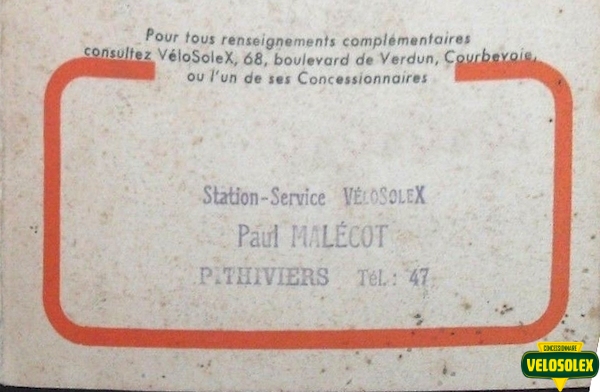 Pour tous renseignements complémentaires
consultez VéloSoleX, 68, boulevard de Verdun, Courbevoie,
ou l'un de ses Concessionnaires
Station-Service VÉLOSOLEX
Paul MALÉCOT
PITHIVIERS TÉL.: 47
CONCESSIONNAIRE
VELOSOLEX